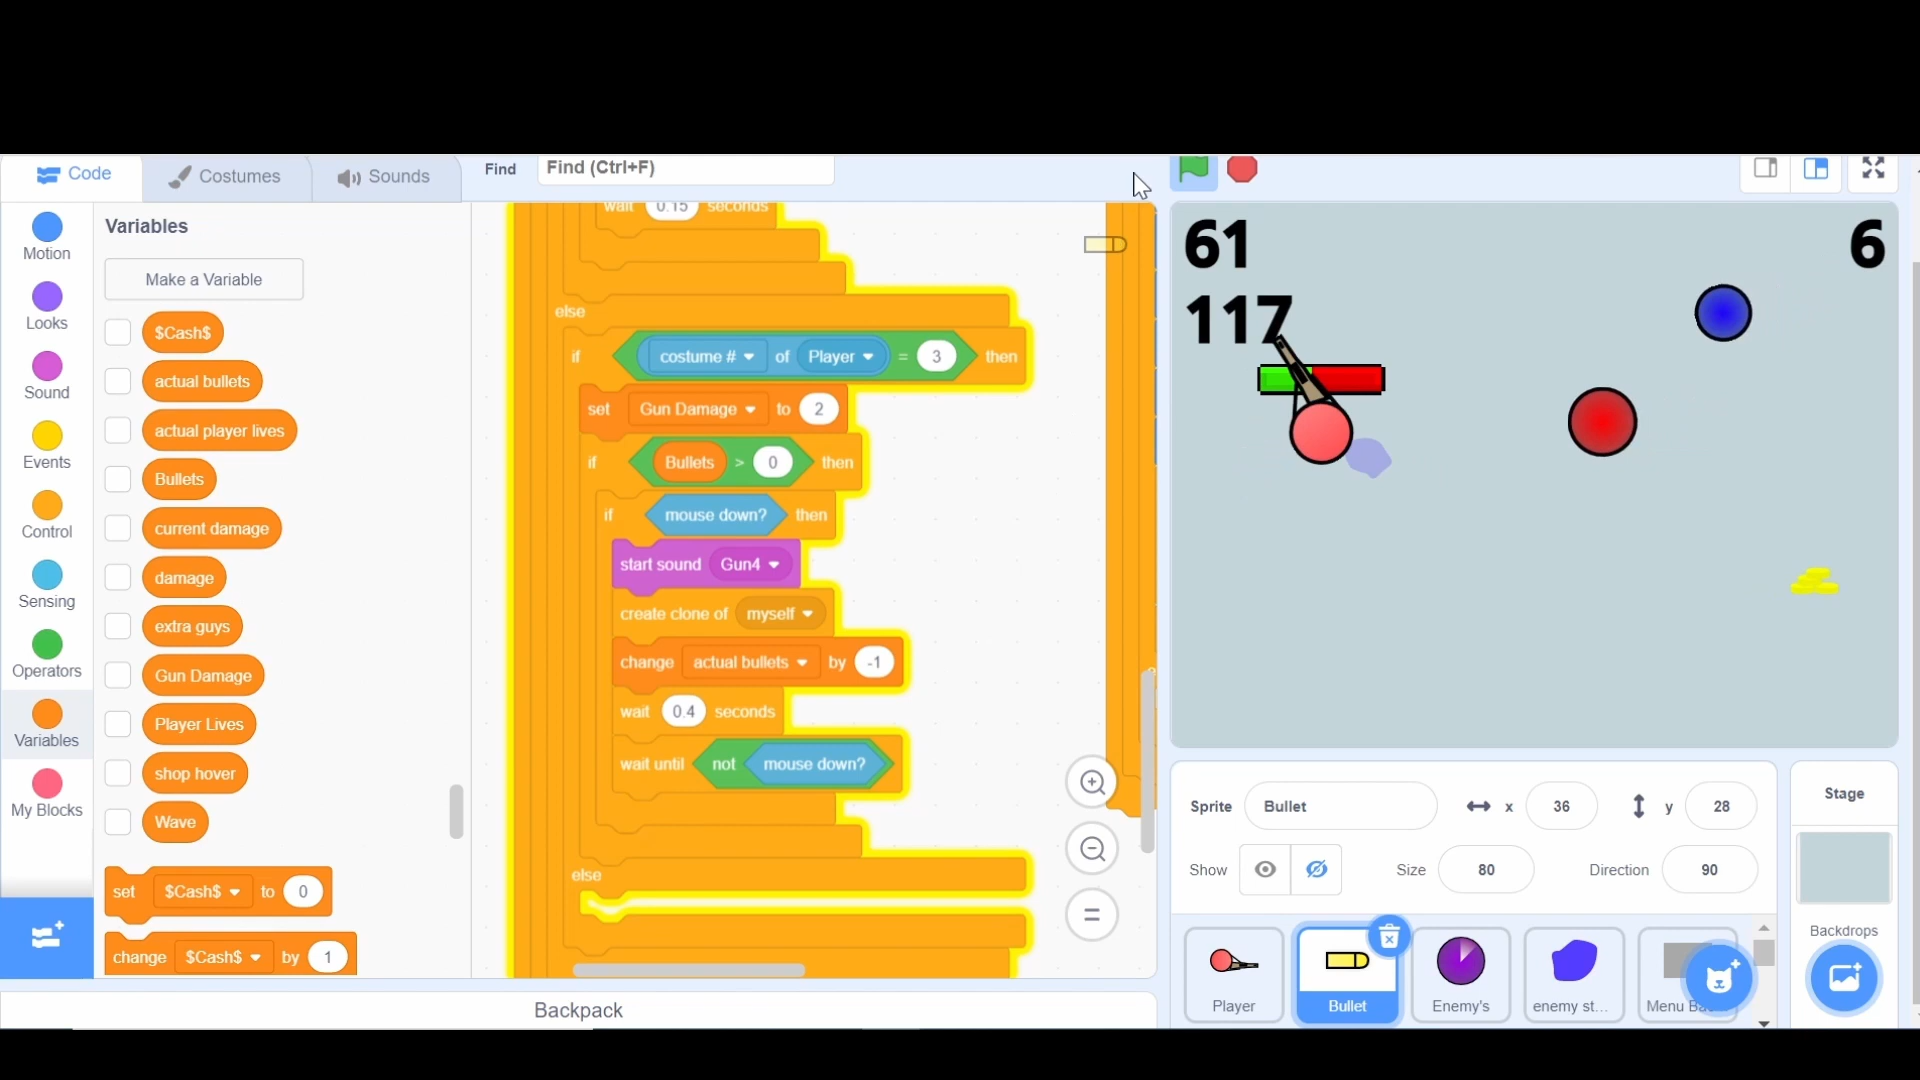 Code
Costumes
Sounds
Find
Find (Ctrl+F)
Motion
Looks
Sound
Events
Control
Sensing
Operators
Variables
My Blocks
Variables
Make a Variable
$Cash$
actual bullets
actual player lives
Bullets
current damage
damage
extra guys
Gun Damage
Player Lives
shop hover
Wave
set $Cash$ to 0
change $Cash$ by 1
wait 0.15 seconds
else
if costume # of Player = 3 then
set Gun Damage to 2
if Bullets > 0 then
if mouse down? then
start sound Gun4
create clone of myself
change actual bullets by -1
wait 0.4 seconds
wait until not mouse down?
else
Backpack
61
6
117
Sprite Bullet x 36 y 28
Show Size 80 Direction 90
Player
Bullet
Enemy's
enemy st...
Menu
Stage
Backdrops